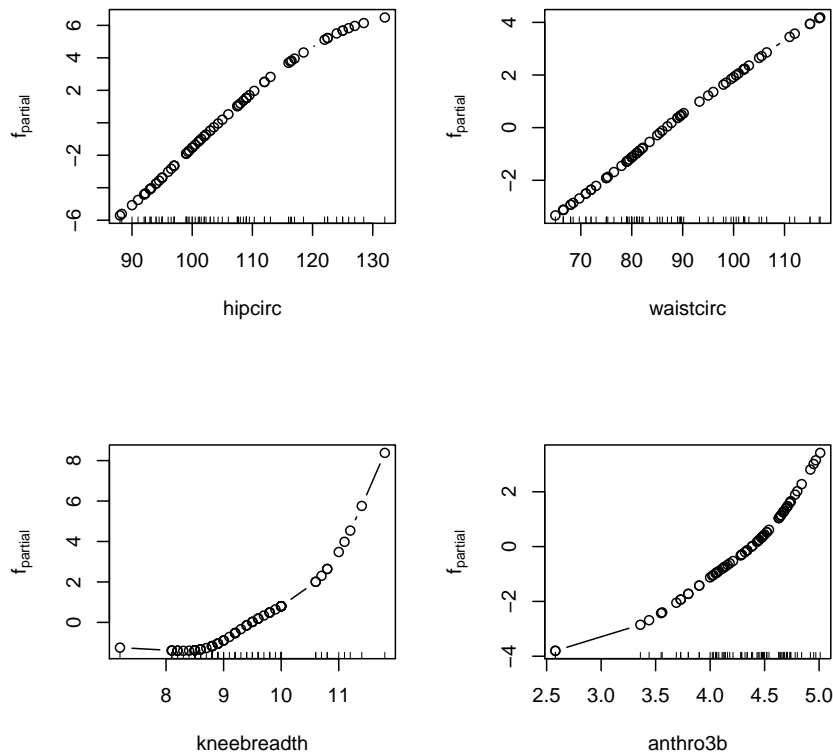 f_partial
6
4
2
0
−2
−6
90 100 110 120 130
hipcirc
f_partial
4
2
0
−2
70 80 90 100 110
waistcirc
f_partial
8
6
4
2
0
8 9 10 11
kneebreadth
f_partial
2
0
−2
−4
2.5 3.0 3.5 4.0 4.5 5.0
anthro3b